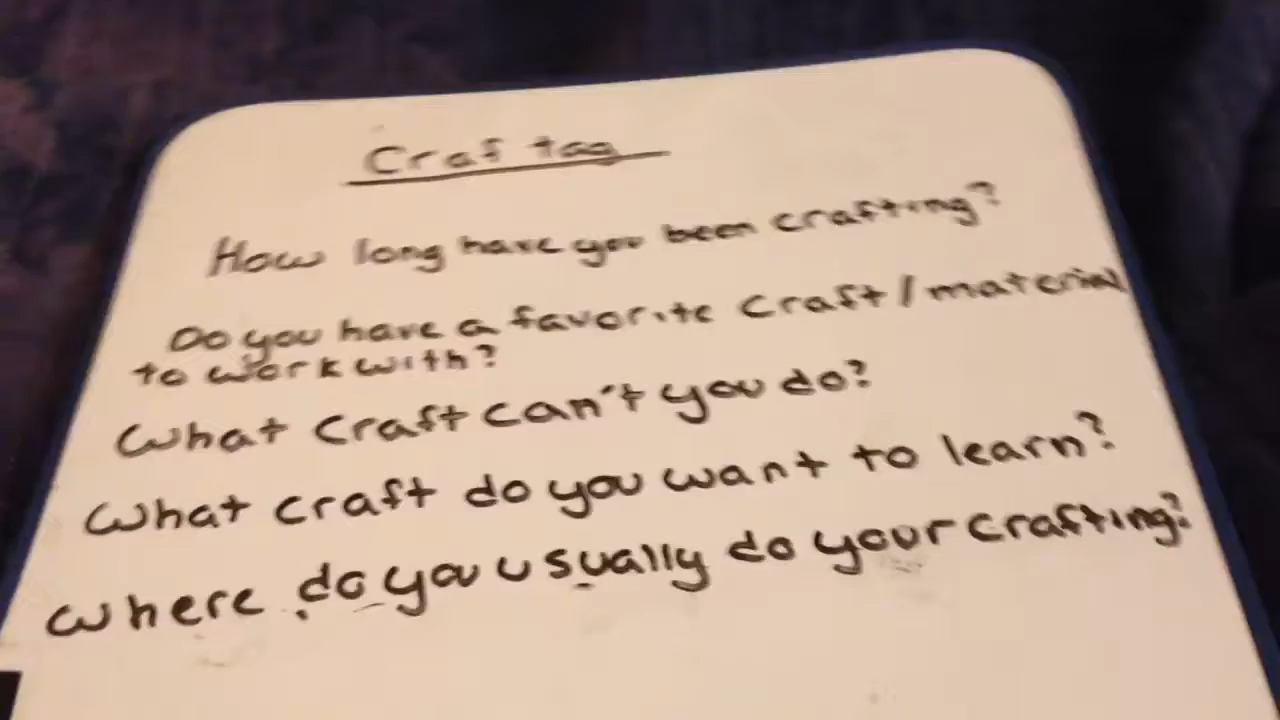 Craf tag
How long have you been crafting?
Do you have a favorite craft/material
to work with?
What craft can't you do?
What craft do you want to learn?
Where do you usually do your crafting?